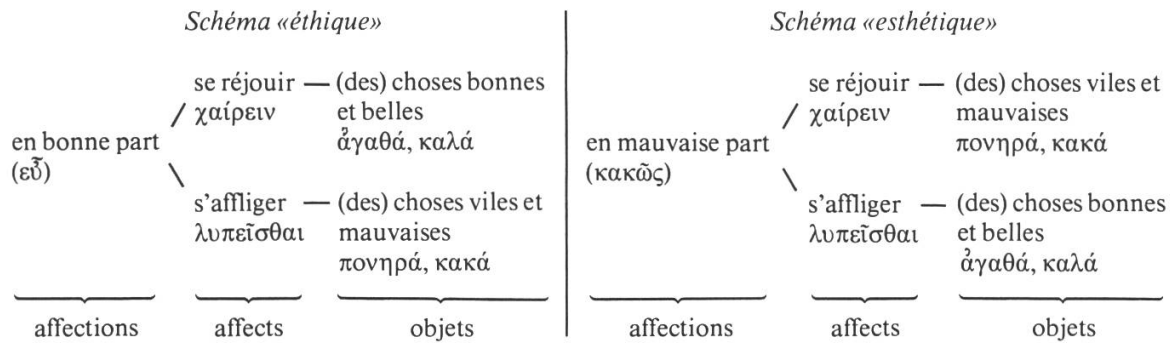 Schéma «éthique»
en bonne part
(εὖ)
se réjouir — (des) choses bonnes
χαίρειν et belles
ἀγαθά, καλά
s’affliger — (des) choses viles et
λυπεῖσθαι mauvaises
πονηρά, κακά
affections affects objets
Schéma «esthétique»
en mauvaise part
(κακῶς)
se réjouir — (des) choses viles et
χαίρειν mauvaises
πονηρά, κακά
s’affliger — (des) choses bonnes
λυπεῖσθαι et belles
ἀγαθά, καλά
affections affects objets